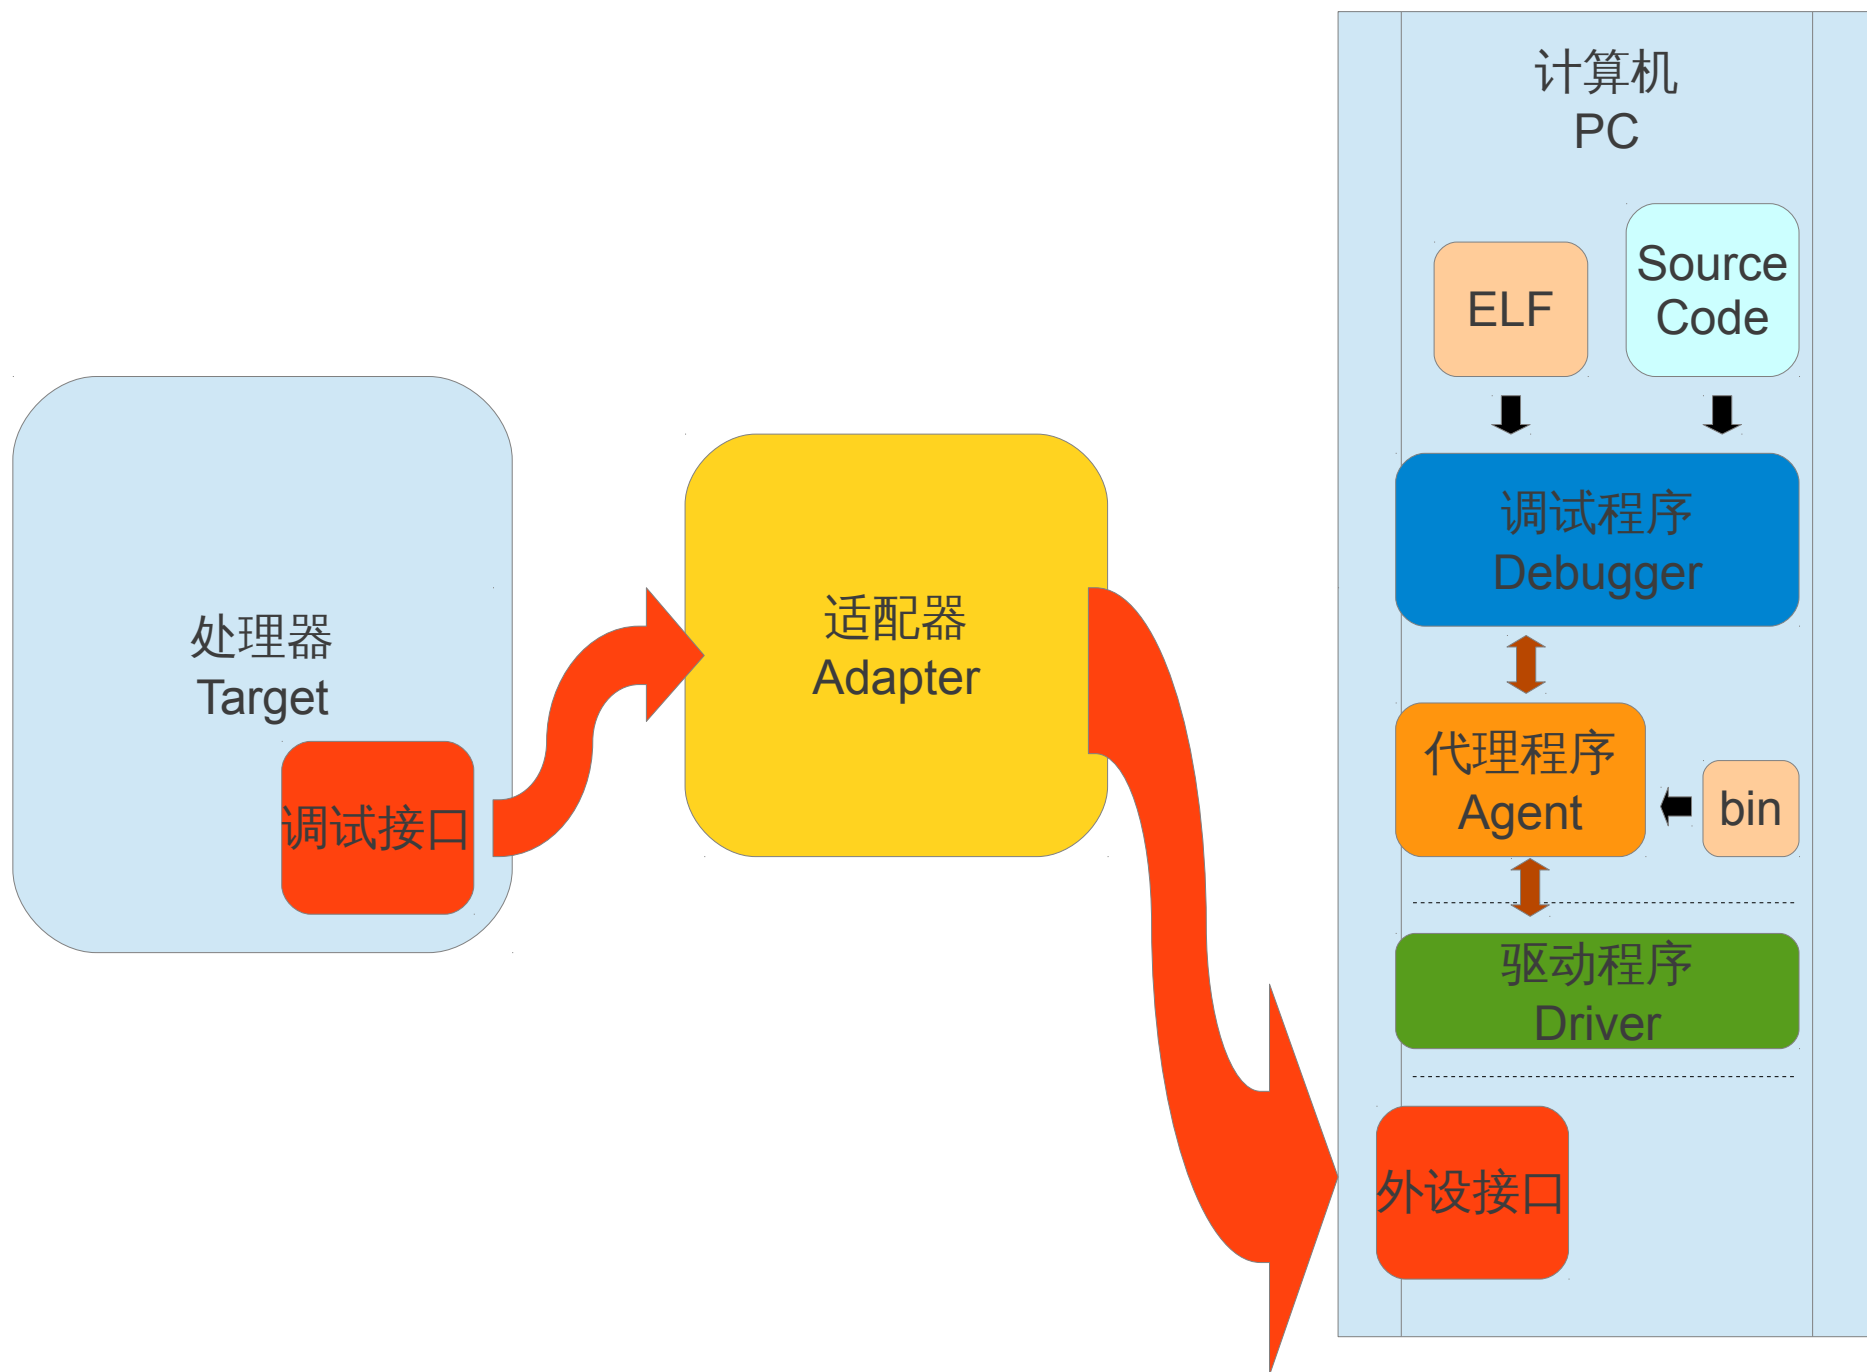 处理器
Target
调试接口
适配器
Adapter
计算机
PC
ELF
Source
Code
调试程序
Debugger
代理程序
Agent
bin
驱动程序
Driver
外设接口